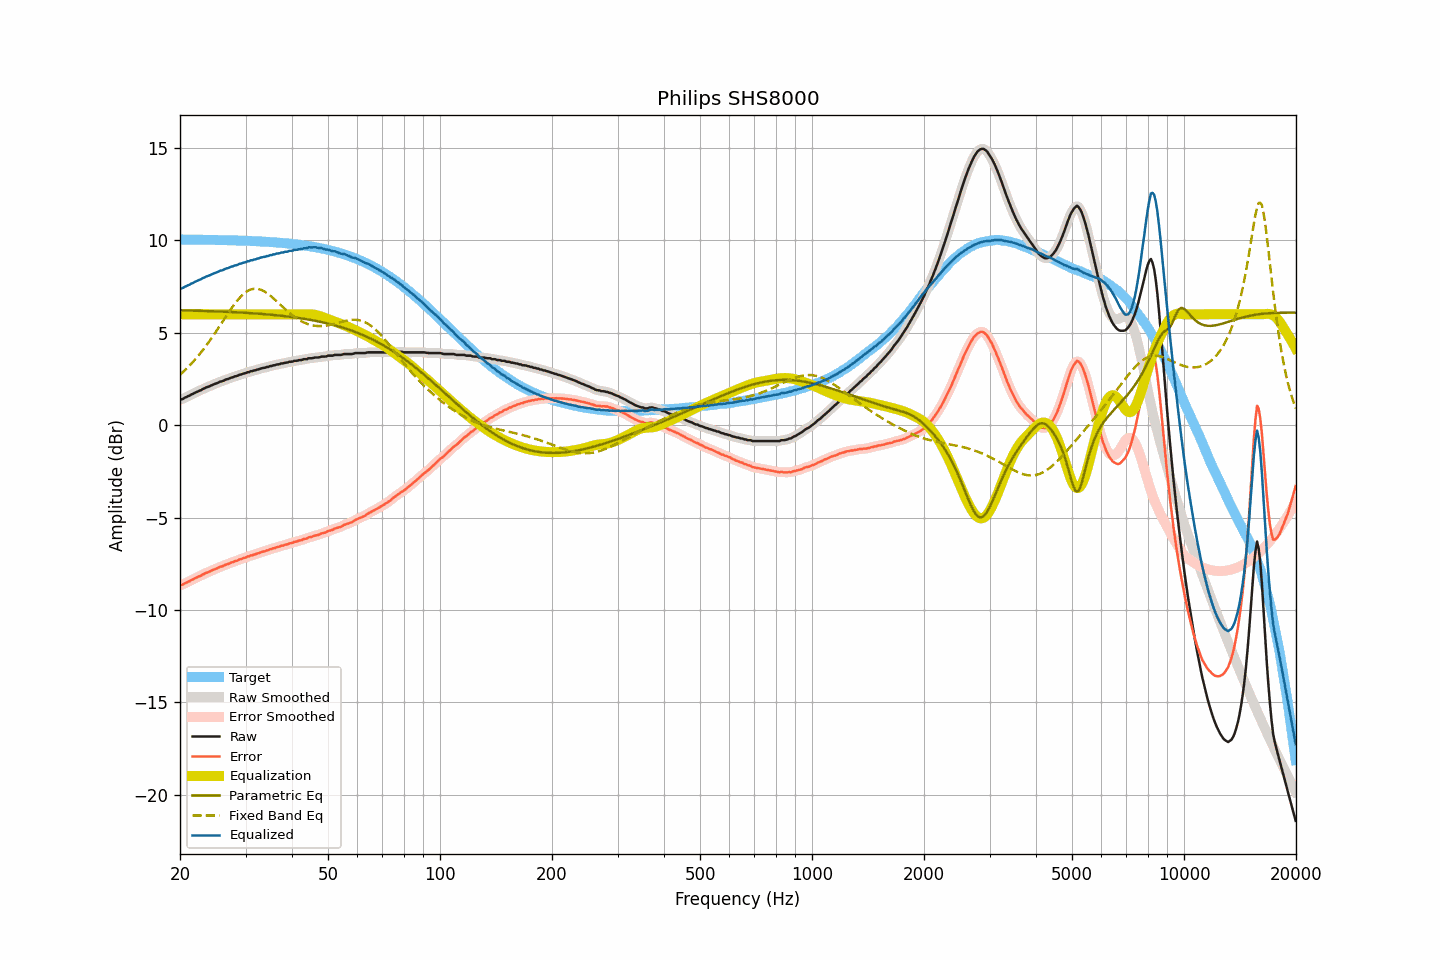 Philips SHS8000
15
10
5
0
−5
−10
−15
−20
Amplitude (dBr)
Target
Raw Smoothed
Error Smoothed
Raw
Error
Equalization
Parametric Eq
Fixed Band Eq
Equalized
20 50 100 200 500 1000 2000 5000 10000 20000
Frequency (Hz)